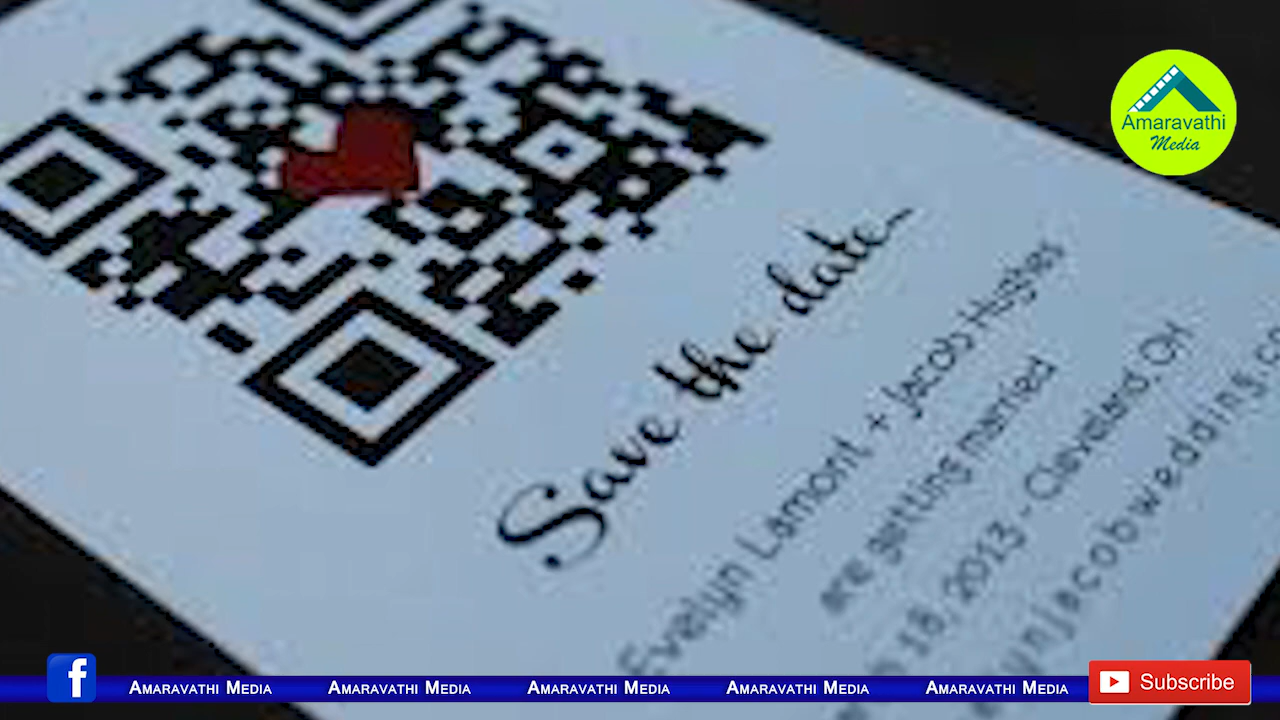 Amaravathi
Media
Save the date
Evelyn Lamont + Jacob Hughes
are getting married
18, 2013 - Cleveland, OH
Amaravathi Media Amaravathi Media Amaravathi Media Amaravathi Media Amaravathi Media
Subscribe